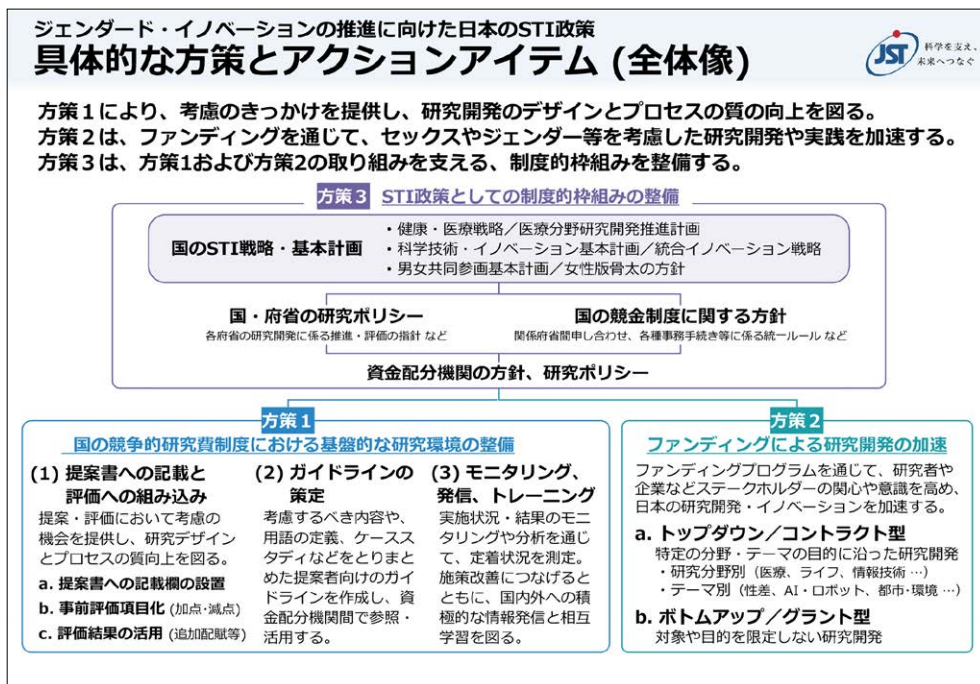 ジェンダード・イノベーションの推進に向けた日本のSTI政策
具体的な方策とアクションアイテム (全体像)
JST
科学を支え、
未来へつなぐ
方策１により、考慮のきっかけを提供し、研究開発のデザインとプロセスの質の向上を図る。
方策２は、ファンディングを通じて、セックスやジェンダー等を考慮した研究開発や実践を加速する。
方策３は、方策1および方策2の取り組みを支える、制度的枠組みを整備する。
方策３ STI政策としての制度的枠組みの整備
国のSTI戦略・基本計画
・健康・医療戦略／医療分野研究開発推進計画
・科学技術・イノベーション基本計画／統合イノベーション戦略
・男女共同参画基本計画／女性版骨太の方針
国・府省の研究ポリシー
各府省の研究開発に係る推進・評価の指針 など
国の競金制度に関する方針
関係府省間申し合わせ、各種事務手続き等に係る統一ルール など
資金配分機関の方針、研究ポリシー
方策１
国の競争的研究費制度における基盤的な研究環境の整備
(1) 提案書への記載と
評価への組み込み
提案・評価において考慮の
機会を提供し、研究デザイン
とプロセスの質向上を図る。
a. 提案書への記載欄の設置
b. 事前評価項目化 (加点･減点)
c. 評価結果の活用 (追加配賦等)
(2) ガイドラインの
策定
考慮するべき内容や、
用語の定義、ケースス
タディなどをとりまと
めた提案者向けのガイ
ドラインを作成し、資
金配分機関間で参照・
活用する。
(3) モニタリング、
発信、トレーニング
実施状況・結果のモニ
タリングや分析を通
じて、定着状況を測定。
施策改善につなげると
ともに、国内外への積
極的な情報発信と相互
学習を図る。
方策２
ファンディングによる研究開発の加速
ファンディングプログラムを通じて、研究者や
企業などステークホルダーの関心や意識を高め、
日本の研究開発・イノベーションを加速する。
a. トップダウン／コントラクト型
特定の分野・テーマの目的に沿った研究開発
・研究分野別（医療、ライフ、情報技術 …）
・テーマ別（性差、AI・ロボット、都市･環境 …）
b. ボトムアップ／グラント型
対象や目的を限定しない研究開発